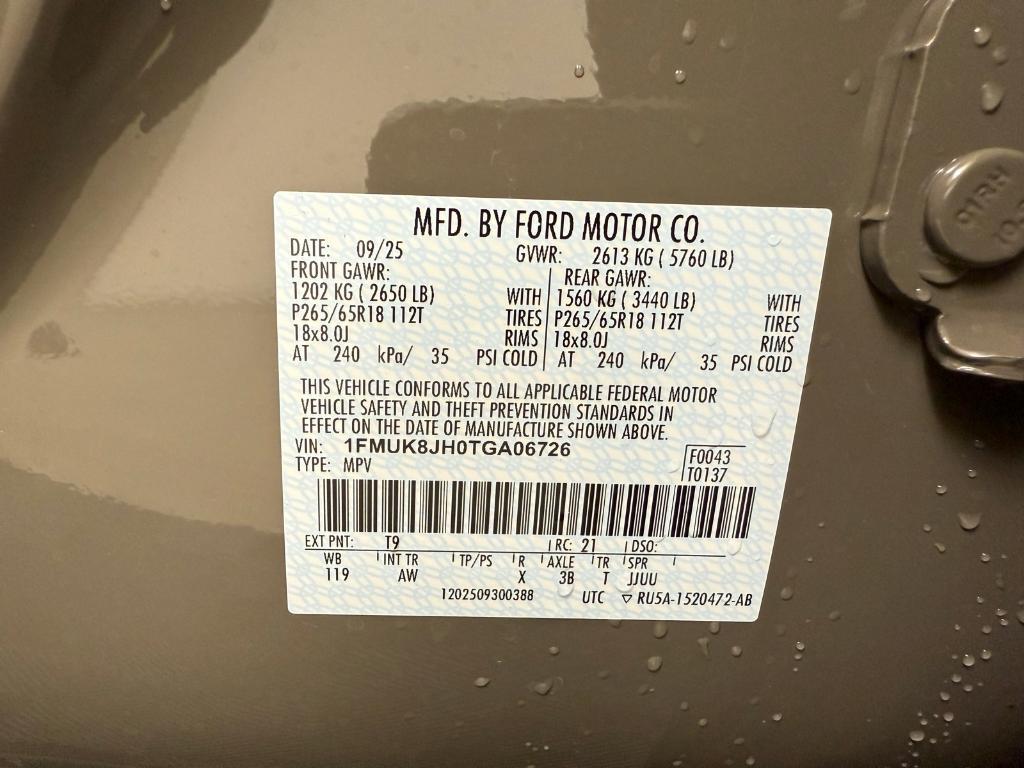 MFD. BY FORD MOTOR CO.
DATE: 09/25 GVWR: 2613 KG ( 5760 LB)
FRONT GAWR: REAR GAWR:
1202 KG ( 2650 LB) WITH 1560 KG ( 3440 LB) WITH
P265/65R18 112T TIRES P265/65R18 112T TIRES
18x8.0J RIMS 18x8.0J RIMS
AT 240 kPa/ 35 PSI COLD AT 240 kPa/ 35 PSI COLD
THIS VEHICLE CONFORMS TO ALL APPLICABLE FEDERAL MOTOR
VEHICLE SAFETY AND THEFT PREVENTION STANDARDS IN
EFFECT ON THE DATE OF MANUFACTURE SHOWN ABOVE.
VIN: 1FMUK8JH0TGA06726 F0043
TYPE: MPV T0137
EXT PNT: T9 RC: 21 DSO:
WB INT TR TP/PS R AXLE TR SPR
119 AW X 3B T JJUU
1202509300388 UTC ▽ RU5A-1520472-AB
91RH